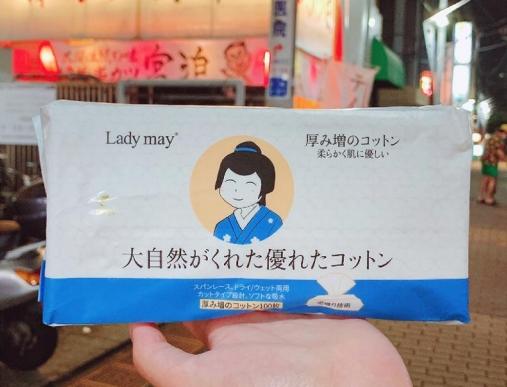 Lady may®
厚み増のコットン
柔らかく肌に優しい
大自然がくれた優れたコットン
スパンレース、ドライ/ウェット両用
カットタイプ設計、ソフトな吸水
厚み増のコットン100枚